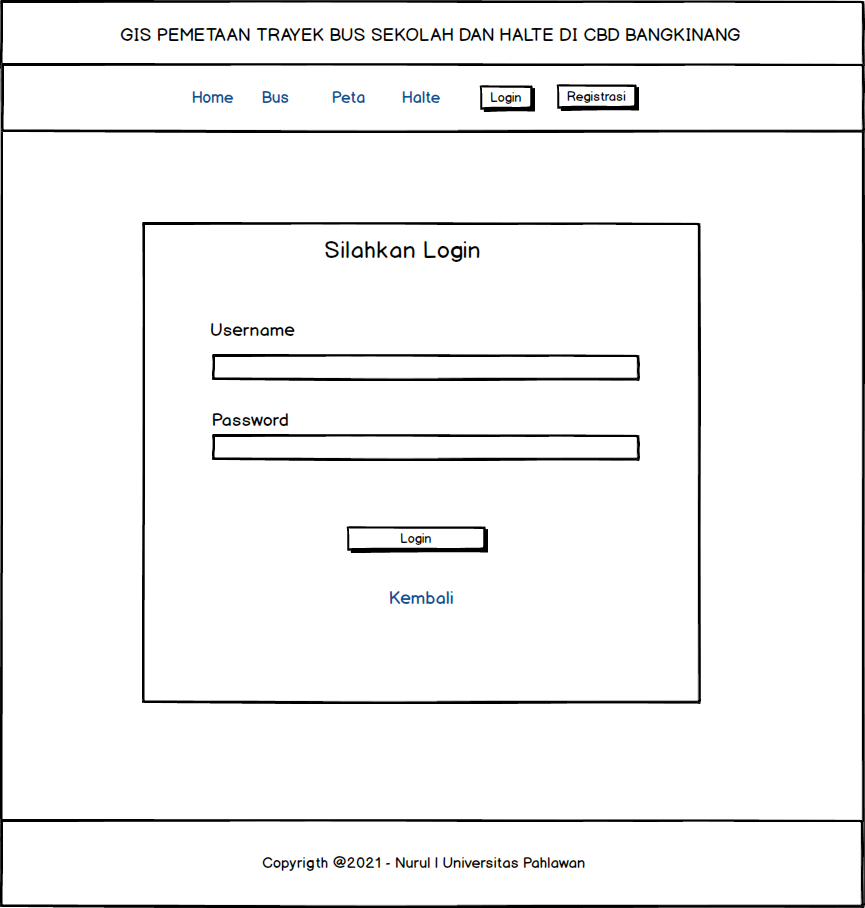 GIS PEMETAAN TRAYEK BUS SEKOLAH DAN HALTE DI CBD BANGKINANG
Home Bus Peta Halte Login Registrasi
Silahkan Login
Username
Password
Login
Kembali
Copyrigth @2021 - Nurul | Universitas Pahlawan